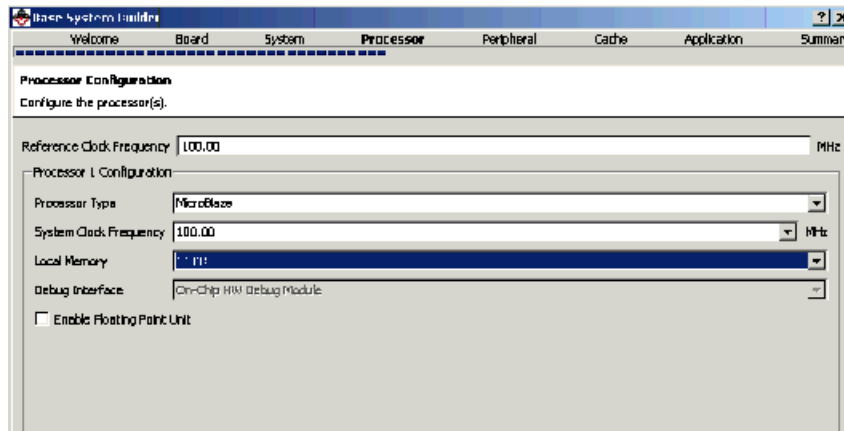 Base System Builder ? X
Welcome Board System Processor Peripheral Cache Application Summar
Processor Configuration
Configure the processor(s).
Reference Clock Frequency 100.00 MHz
Processor 1 Configuration
Processor Type MicroBlaze
System Clock Frequency 100.00 MHz
Local Memory
Debug Interface On-Chip HW Debug Module
Enable Floating Point Unit